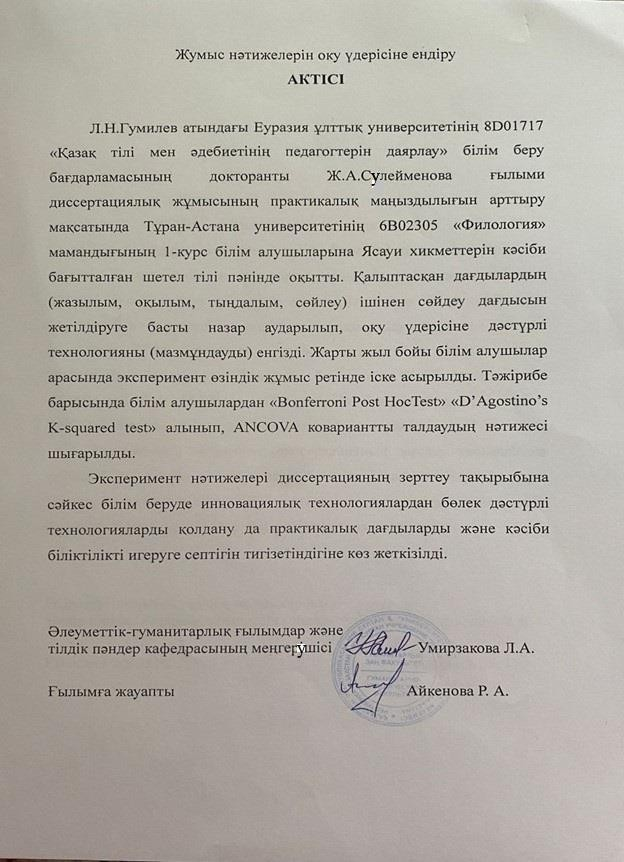 Жумыс нәтижелерін оқу үдерісіне ендіру
АКТІСІ
Л.Н.Гумилев атындағы Еуразия ұлттық университетінің 8D01717
«Қазақ тілі мен әдебиетінің педагогтерін даярлау» білім беру
бағдарламасының докторанты Ж.А.Сулейменова ғылыми
диссертациялық жұмысының практикалық маңыздылығын арттыру
мақсатында Тұран-Астана университетінің 6В02305 «Филология»
мамандығының 1-курс білім алушыларына Ясауи хикметтерін кәсіби
бағытталған шетел тілі пәнінде оқытты. Қалыптасқан дағдылардың
(жазылым, оқылым, тыңдалым, сөйлеу) ішінен сөйдеу дағдысын
жетілдіруге басты назар аударылып, оқу үдерісіне дәстүрлі
технологияны (мазмұндауды) енгізді. Жарты жыл бойы білім алушылар
арасында эксперимент өзіндік жұмыс ретінде іске асырылды. Тәжірибе
барысында білім алушылардан «Bonferroni Post HocTest» «D’Agostino’s
K-squared test» алынып, ANCOVA ковариантты талдаудың нәтижесі
шығарылды.
Эксперимент нәтижелері диссертацияның зерттеу тақырыбына
сәйкес білім беруде инновациялық технологиялардан бөлек дәстүрлі
технологияларды қолдану да практикалық дағдыларды және кәсіби
біліктілікті игеруге септігін тигізетіндігіне көз жеткізілді.
Әлеуметтік-гуманитарлық ғылымдар және
тілдік пәндер кафедрасының меңгерушісі Умирзакова Л.А.
Ғылымға жауапты Айкенова Р. А.